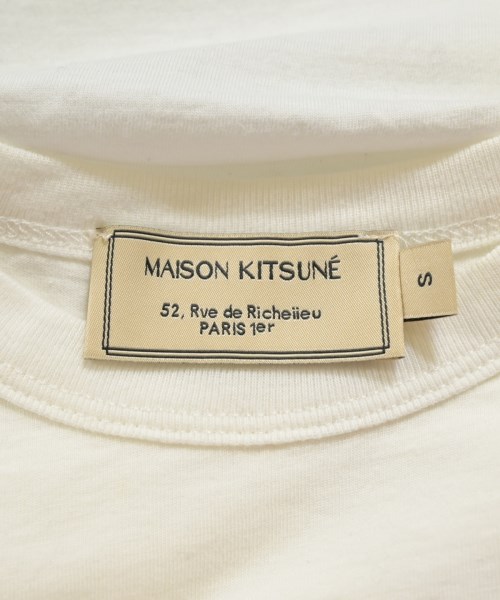 MAISON KITSUNÉ
52, Rve de Richeiieu
PARIS 1er
S